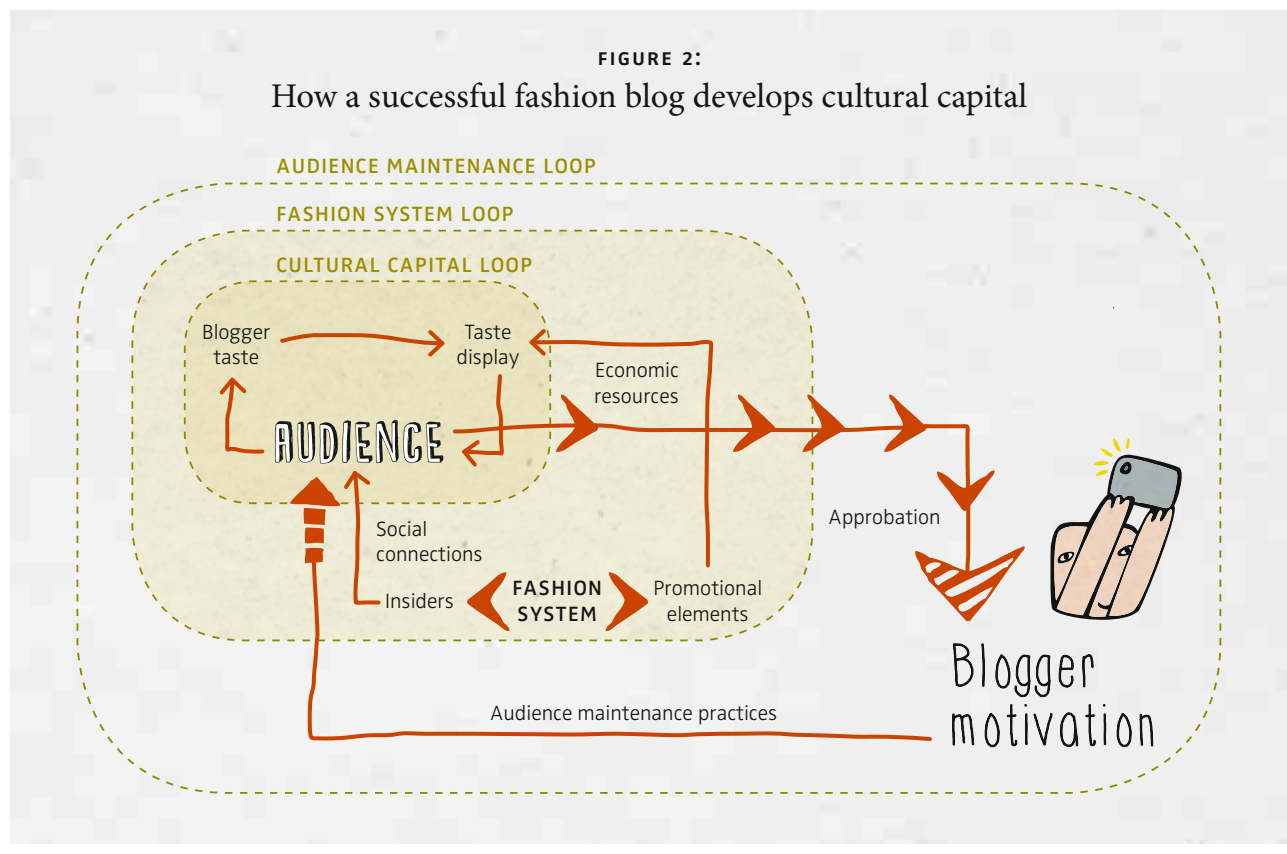 FIGURE 2:
How a successful fashion blog develops cultural capital
AUDIENCE MAINTENANCE LOOP
FASHION SYSTEM LOOP
CULTURAL CAPITAL LOOP
Blogger
taste
Taste
display
Economic
resources
AUDIENCE
Social
connections
Approbation
Insiders
FASHION
SYSTEM
Promotional
elements
Blogger
motivation
Audience maintenance practices